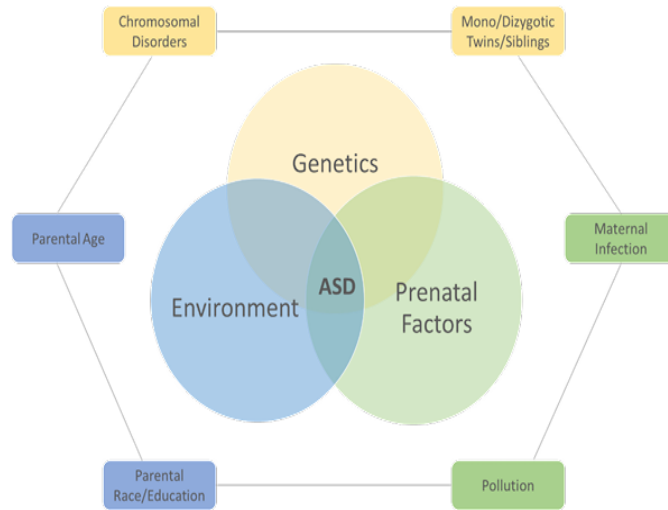 Chromosomal
Disorders
Mono/Dizygotic
Twins/Siblings
Genetics
Parental Age
Maternal
Infection
Environment
ASD
Prenatal
Factors
Parental
Race/Education
Pollution